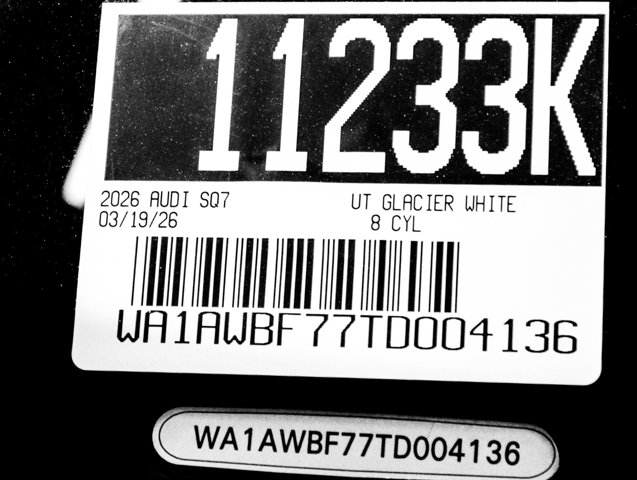 11233K
2026 AUDI SQ7 UT GLACIER WHITE
03/19/26 8 CYL
WA1AWBF77TD004136
WA1AWBF77TD004136